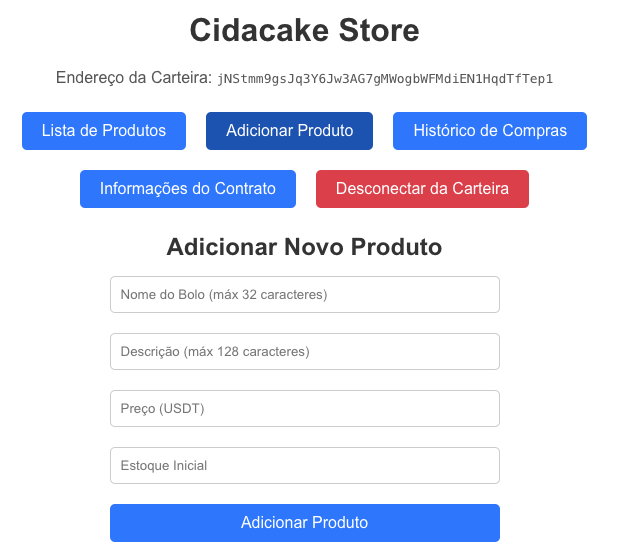 Cidacake Store
Endereço da Carteira: jNStmm9gsJq3Y6Jw3AG7gMWogbWFMdiEN1HqdTfTep1
Lista de Produtos Adicionar Produto Histórico de Compras
Informações do Contrato Desconectar da Carteira
Adicionar Novo Produto
Nome do Bolo (máx 32 caracteres)
Descrição (máx 128 caracteres)
Preço (USDT)
Estoque Inicial
Adicionar Produto